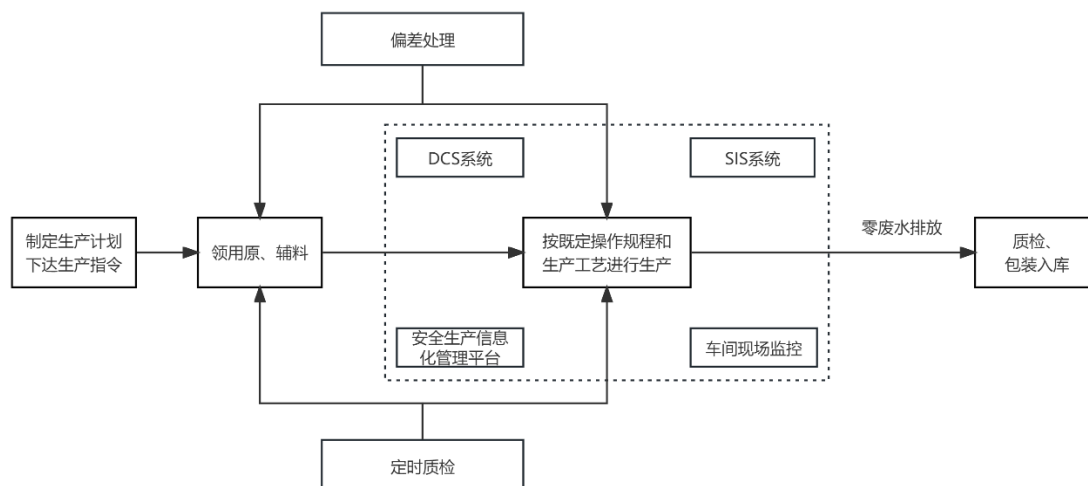 偏差处理
DCS系统
SIS系统
制定生产计划
下达生产指令
领用原、辅料
按既定操作规程和
生产工艺进行生产
零废水排放
质检、
包装入库
安全生产信息
化管理平台
车间现场监控
定时质检